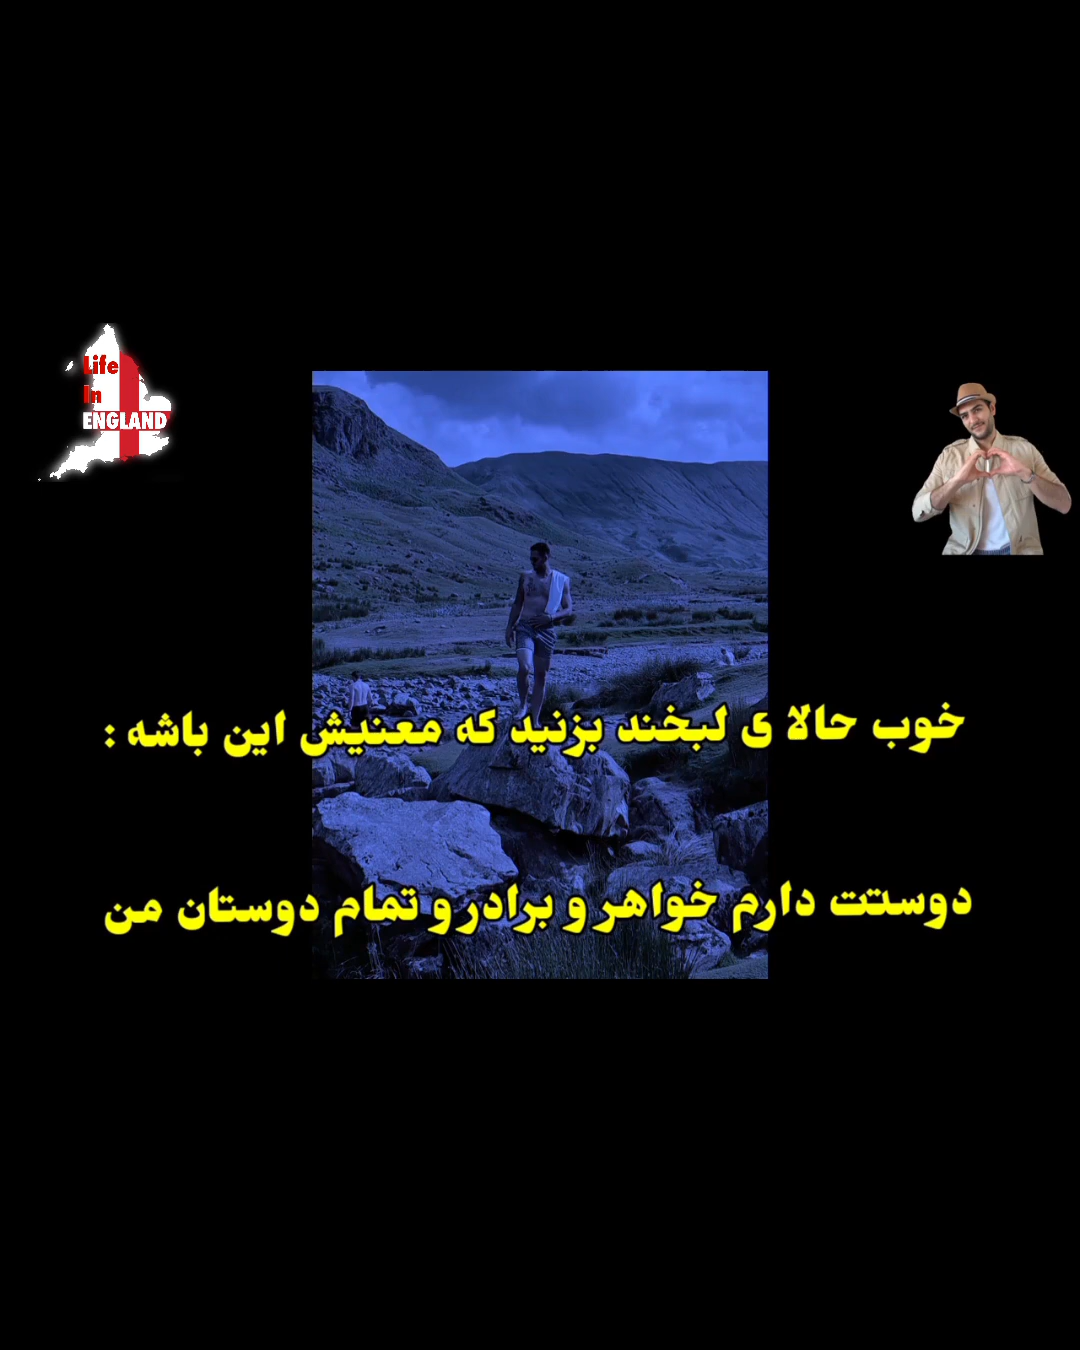 Life
In
ENGLAND
خوب حالا ی لبخند بزنید که معنیش این باشه :
دوستت دارم خواهر و برادر و تمام دوستان من